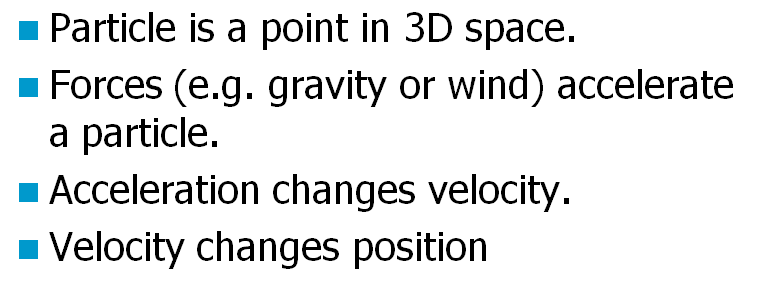 Particle is a point in 3D space.
Forces (e.g. gravity or wind) accelerate
a particle.
Acceleration changes velocity.
Velocity changes position